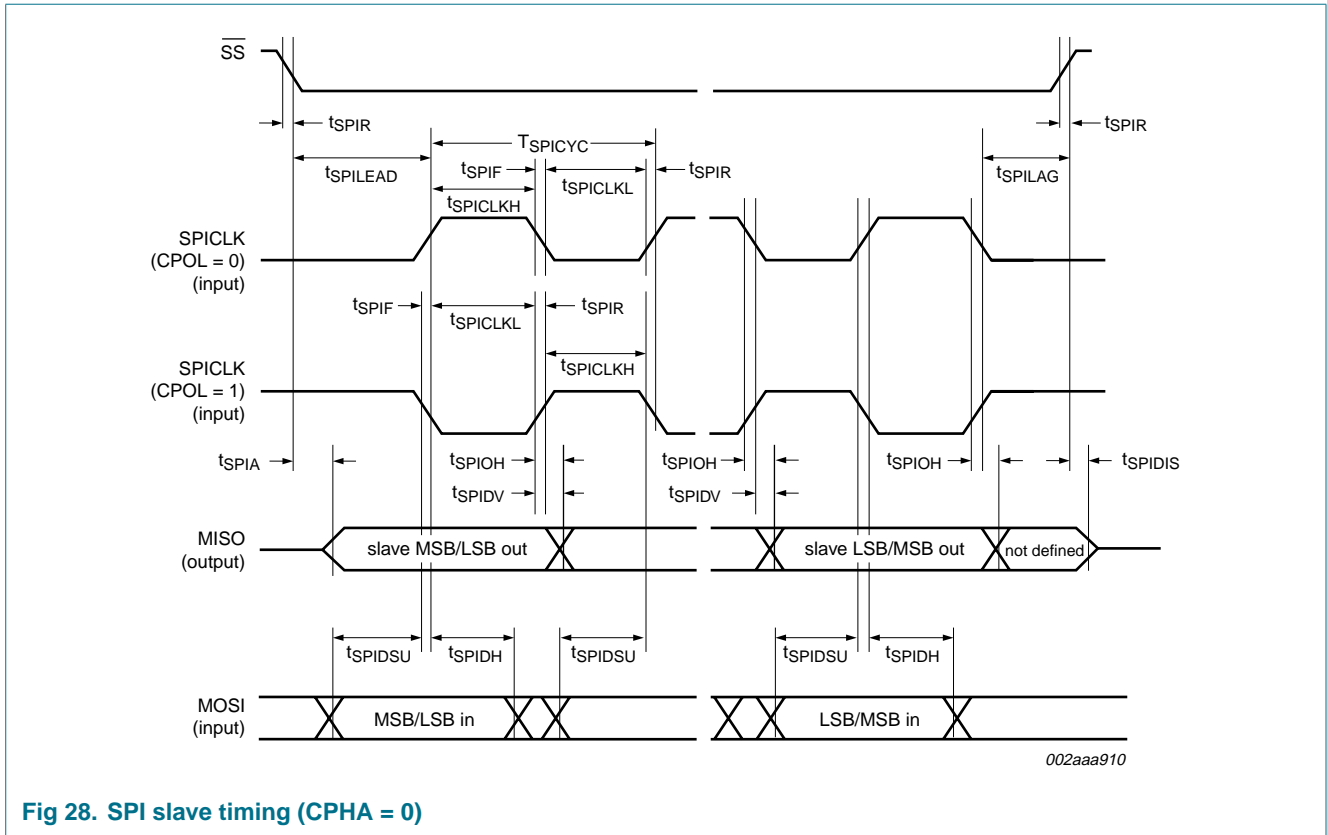 SS
tSPIR
tSPIR
TSPICYC
tSPILEAD
tSPIF
tSPICLKL
tSPIR
tSPILAG
tSPICLKH
SPICLK
(CPOL = 0)
(input)
tSPIF
tSPICLKL
tSPIR
tSPICLKH
SPICLK
(CPOL = 1)
(input)
tSPIA
tSPIOH
tSPIOH
tSPIOH
tSPIDIS
tSPIDV
tSPIDV
MISO
(output)
slave MSB/LSB out
slave LSB/MSB out
not defined
tSPIDSU
tSPIDH
tSPIDSU
tSPIDSU
tSPIDH
MOSI
(input)
MSB/LSB in
LSB/MSB in
002aaa910
Fig 28. SPI slave timing (CPHA = 0)